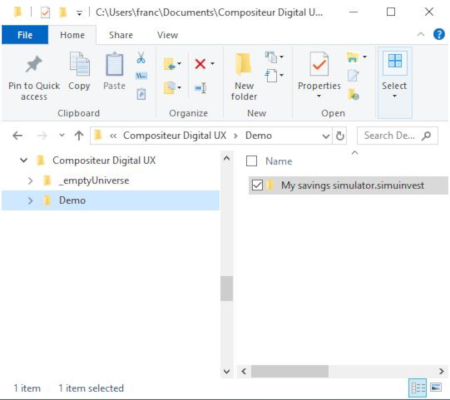 C:\Users\franc\Documents\Compositeur Digital U...
File Home Share View
Pin to Quick access
Copy
Paste
New folder
Properties
Select
Clipboard Organize New Open
« Compositeur Digital UX > Demo
Search De...
Compositeur Digital UX
_emptyUniverse
Demo
Name
My savings simulator.simuinvest
1 item 1 item selected